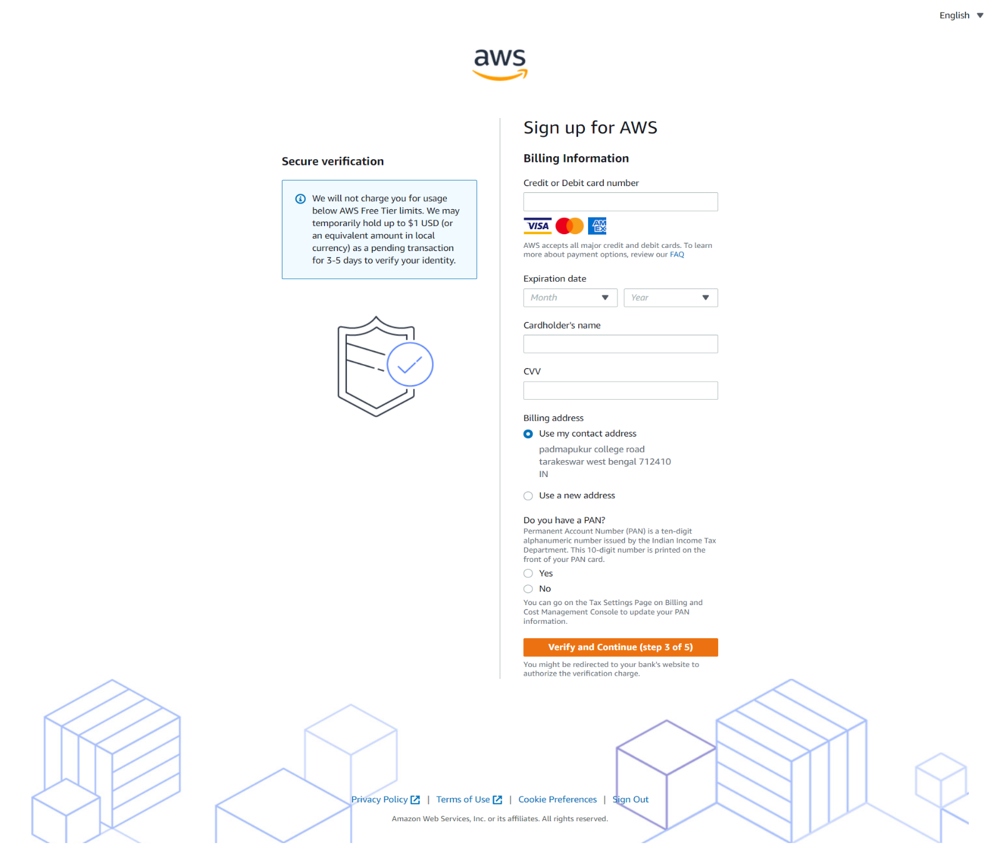 English
aws
Secure verification
We will not charge you for usage
below AWS Free Tier limits. We may
temporarily hold up to $1 USD (or
an equivalent amount in local
currency) as a pending transaction
for 3-5 days to verify your identity.
Sign up for AWS
Billing Information
Credit or Debit card number
VISA
AM
EX
AWS accepts all major credit and debit cards. To learn
more about payment options, review our FAQ
Expiration date
Month Year
Cardholder's name
CVV
Billing address
Use my contact address
padmapukur college road
tarakeswar west bengal 712410
IN
Use a new address
Do you have a PAN?
Permanent Account Number (PAN) is a ten-digit
alphanumeric number issued by the Indian Income Tax
Department. This 10-digit number is printed on the
front of your PAN card.
Yes
No
You can go on the Tax Settings Page on Billing and
Cost Management Console to update your PAN
information.
Verify and Continue (step 3 of 5)
You might be redirected to your bank's website to
authorize the verification charge.
Privacy Policy | Terms of Use | Cookie Preferences | Sign Out
Amazon Web Services, Inc. or its affiliates. All rights reserved.